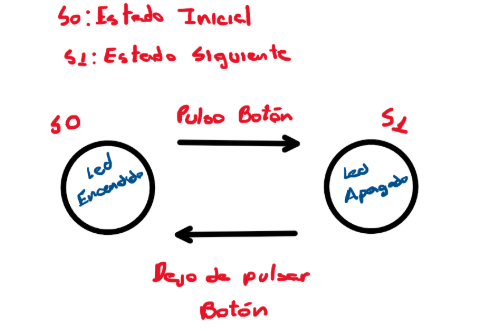 S0: Estado Inicial
S1: Estado Siguiente
Pulso Botón
S0
S1
Led
Encendido
Led
Apagado
Dejo de pulsar
Botón